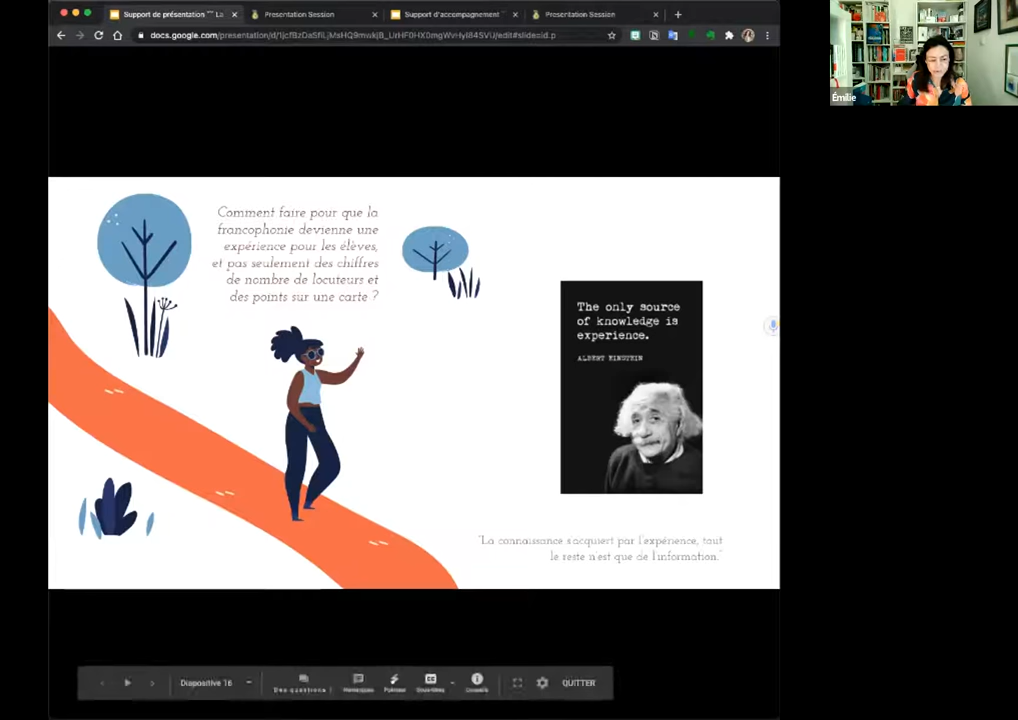 Support de présentation "" La
Presentation Session
Support d'accompagnement ""
Presentation Session
Comment faire pour que la
francophonie devienne une
expérience pour les élèves,
et pas seulement des chiffres
de nombre de locuteurs et
des points sur une carte ?
The only source
of knowledge is
experience.
ALBERT EINSTEIN
"La connaissance s'acquiert par l'expérience, tout
le reste n'est que de l'information."
Émilie
Diapositive 16
Des questions !
QUITTER